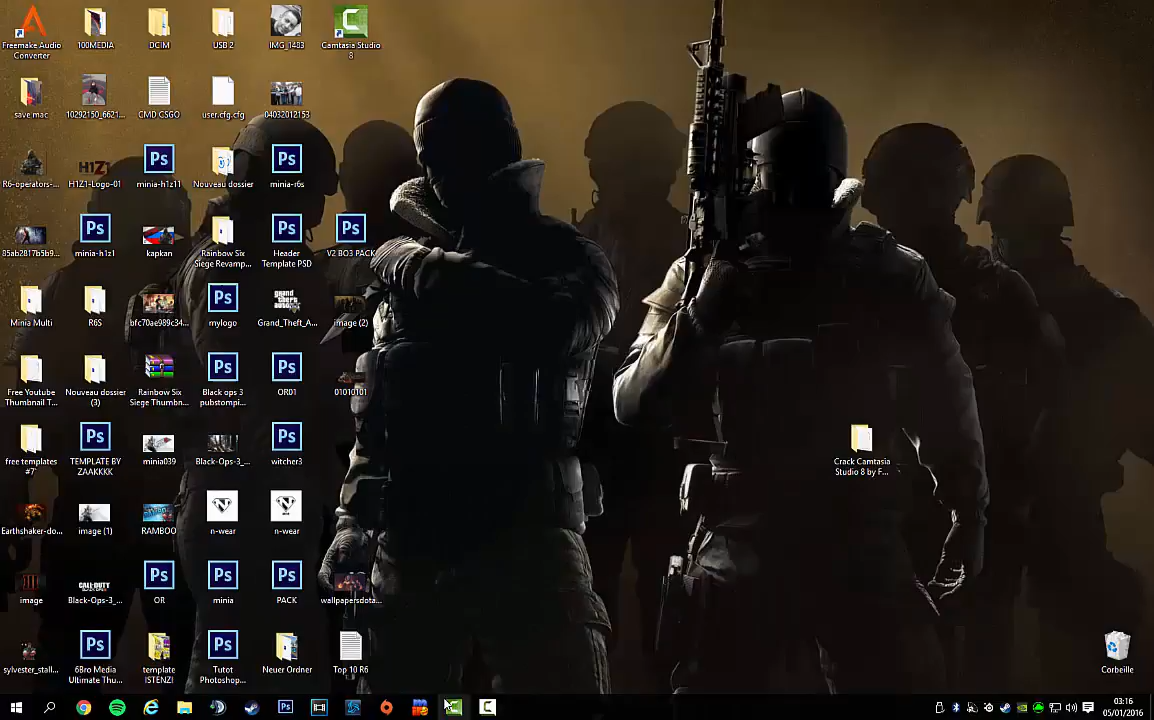 Freemake Audio
Converter
100MEDIA
DCIM
USB 2
IMG_1483
Camtasia Studio
8
save mac
10292150_6621...
CMD CSGO
user.cfg.cfg
04032012153
R6-operators-...
H1Z1-Logo-01
minia-h1z11
Nouveau dossier
minia-r6s
85ab2817b5b9...
minia-h1z1
kapkan
Rainbow Six
Siege Revamp...
Header
Template PSD
V2 BO3 PACK
Minia Multi
R6S
bfc70ae989c34...
mylogo
Grand_Theft_A...
image (2)
Free Youtube
Thumbnail T...
Nouveau dossier
(3)
Rainbow Six
Siege Thumbn...
Black ops 3
pubstompi...
OR01
01010101
free templates
#7'
TEMPLATE BY
ZAAKKKK
minia039
Black-Ops-3_...
witcher3
Crack Camtasia
Studio 8 by F...
Earthshaker-do...
image (1)
RAMBOO
n-wear
n-wear
image
Black-Ops-3_...
OR
minia
PACK
wallpapersdota...
sylvester_stall...
6Bro Media
Ultimate Thu...
template
ISTENZI
Tutot
Photoshop...
Neuer Ordner
Top 10 R6
Corbeille
03:16
05/01/2016